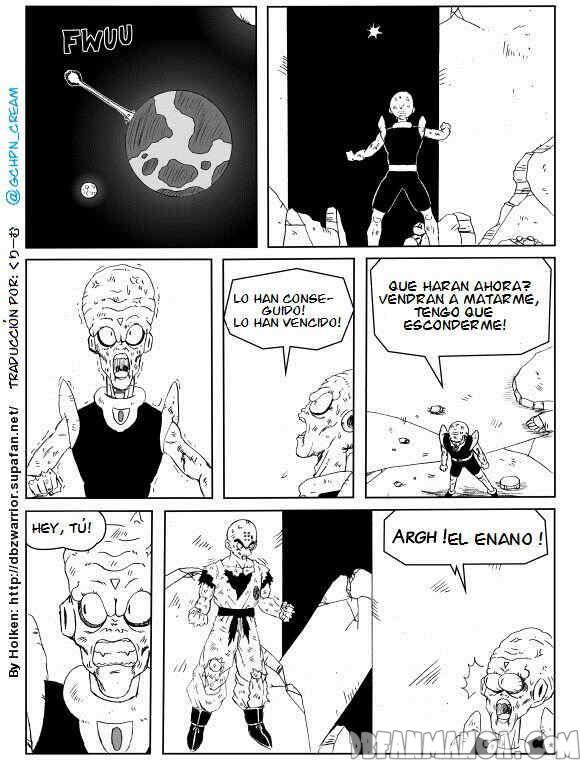 FWUU
LO HAN CONSE-
GUIDO!
LO HAN VENCIDO!
QUE HARAN AHORA?
VENDRAN A MATARME,
TENGO QUE
ESCONDERME!
HEY, TÚ!
ARGH !EL ENANO !
By Holken: http://dbzwarrior.supafan.net/ TRADUCCIÓN POR: くりーむ @GCHPN_CREAM
DBFANMANGA.COM